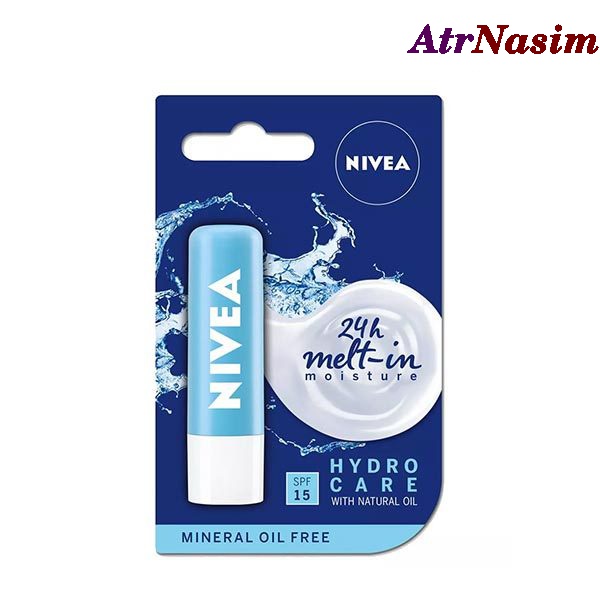 AtrNasim
NIVEA
NIVEA
24h
melt-in
moisture
SPF
15
HYDRO
CARE
WITH NATURAL OIL
MINERAL OIL FREE